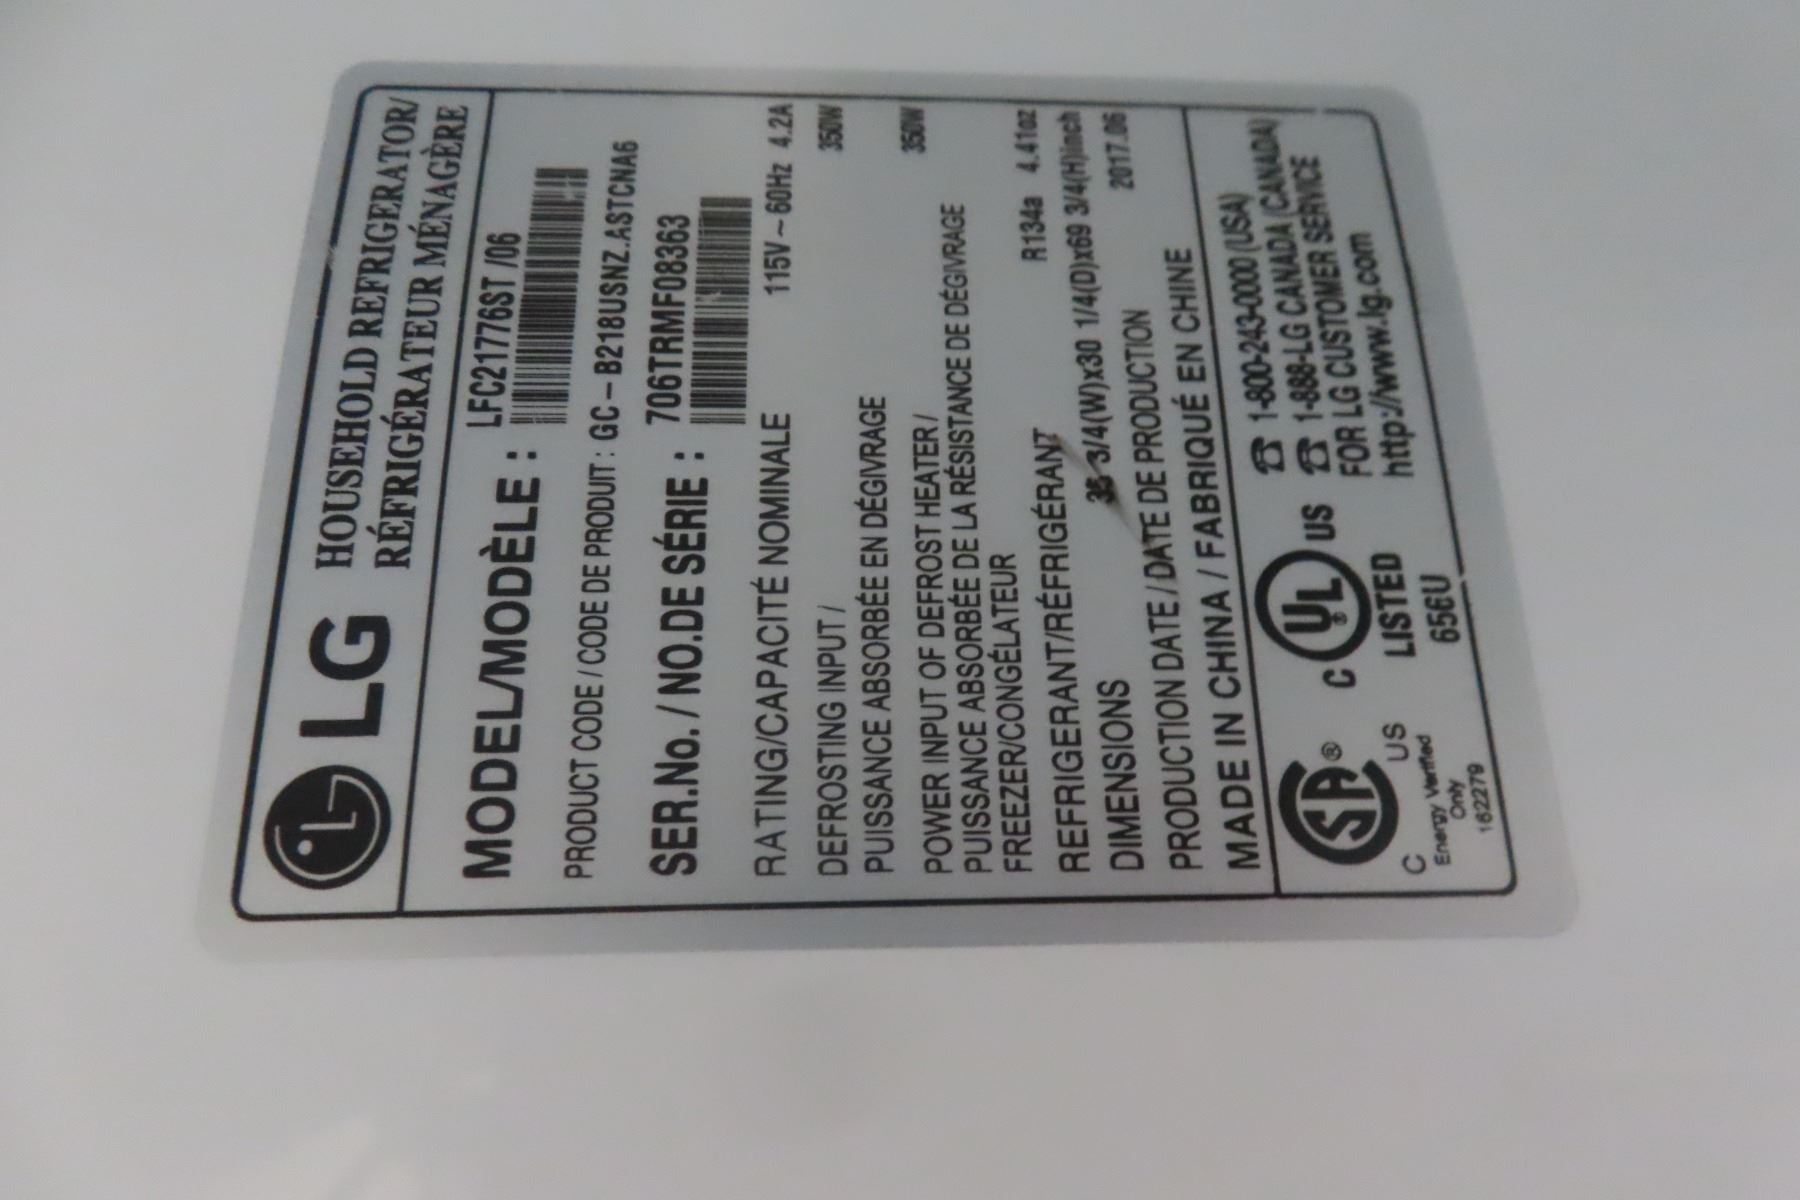 LG HOUSEHOLD REFRIGERATOR/
RÉFRIGÉRATEUR MÉNAGÈRE
MODEL/MODÈLE : LFC21776ST /06
PRODUCT CODE / CODE DE PRODUIT : GC-B218USNZ.ASTCNA6
SER.No. / NO.DE SÉRIE : 706TRMF08363
RATING/CAPACITÉ NOMINALE 115V~60Hz 4.2A
DEFROSTING INPUT / 350W
PUISSANCE ABSORBÉE EN DÉGIVRAGE
POWER INPUT OF DEFROST HEATER / 350W
PUISSANCE ABSORBÉE DE LA RÉSISTANCE DE DÉGIVRAGE
FREEZER/CONGÉLATEUR
REFRIGERANT/RÉFRIGÉRANT R134a 4.41oz
DIMENSIONS 35 3/4(W)x30 1/4(D)x69 3/4(H)inch
PRODUCTION DATE / DATE DE PRODUCTION 2017.06
MADE IN CHINA / FABRIQUÉ EN CHINE
SA®
C US
Energy Verified
Only
162279
C UL® US
LISTED
656U
☎ 1-800-243-0000 (USA)
☎ 1-888-LG CANADA (CANADA)
FOR LG CUSTOMER SERVICE
http://www.lg.com